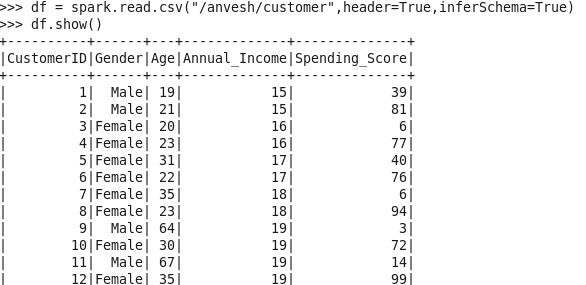 >>> df = spark.read.csv("/anvesh/customer",header=True,inferSchema=True)
>>> df.show()
+----------+------+---+-------------+--------------+
|CustomerID|Gender|Age|Annual_Income|Spending_Score|
+----------+------+---+-------------+--------------+
|         1|  Male| 19|           15|            39|
|         2|  Male| 21|           15|            81|
|         3|Female| 20|           16|             6|
|         4|Female| 23|           16|            77|
|         5|Female| 31|           17|            40|
|         6|Female| 22|           17|            76|
|         7|Female| 35|           18|             6|
|         8|Female| 23|           18|            94|
|         9|  Male| 64|           19|             3|
|        10|Female| 30|           19|            72|
|        11|  Male| 67|           19|            14|
|        12|Female| 35|           19|            99|